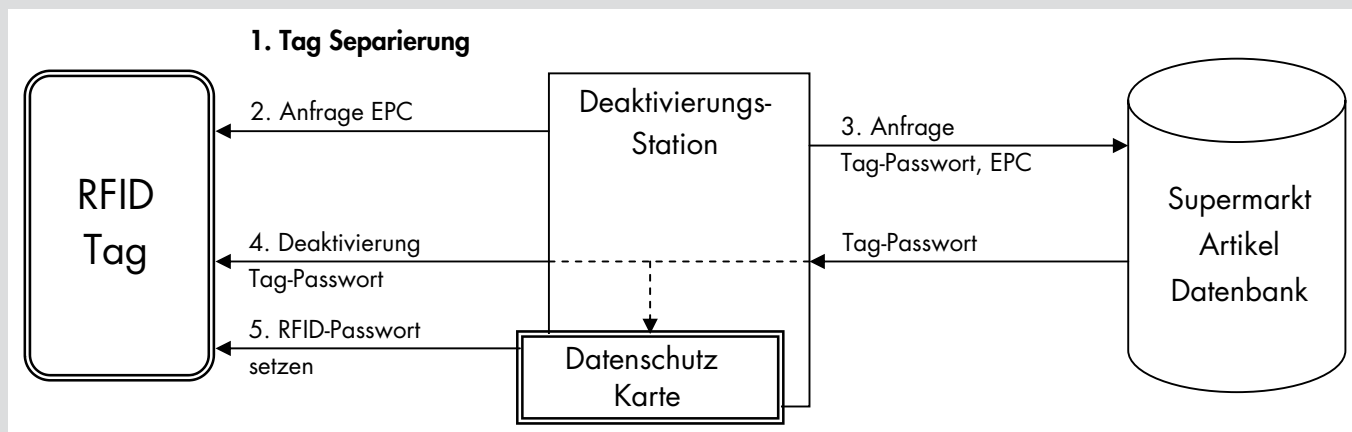 1. Tag Separierung
RFID
Tag
2. Anfrage EPC
4. Deaktivierung
Tag-Passwort
5. RFID-Passwort
setzen
Deaktivierungs-
Station
Datenschutz
Karte
3. Anfrage
Tag-Passwort, EPC
Tag-Passwort
Supermarkt
Artikel
Datenbank